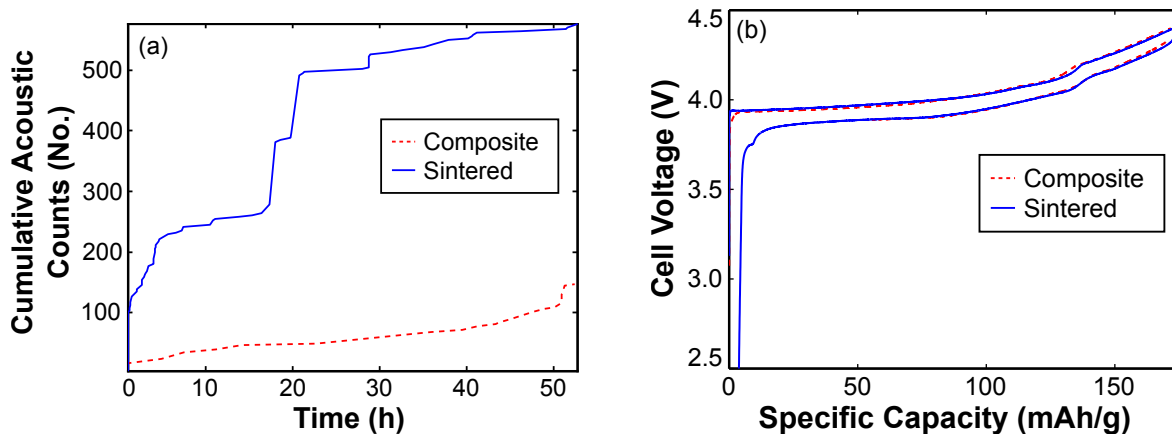 (a)
Cumulative Acoustic
Counts (No.)
500
400
300
200
100
0
10
20
30
40
50
Time (h)
Composite
Sintered
(b)
Cell Voltage (V)
4.5
4.0
3.5
3.0
2.5
0
50
100
150
Specific Capacity (mAh/g)
Composite
Sintered